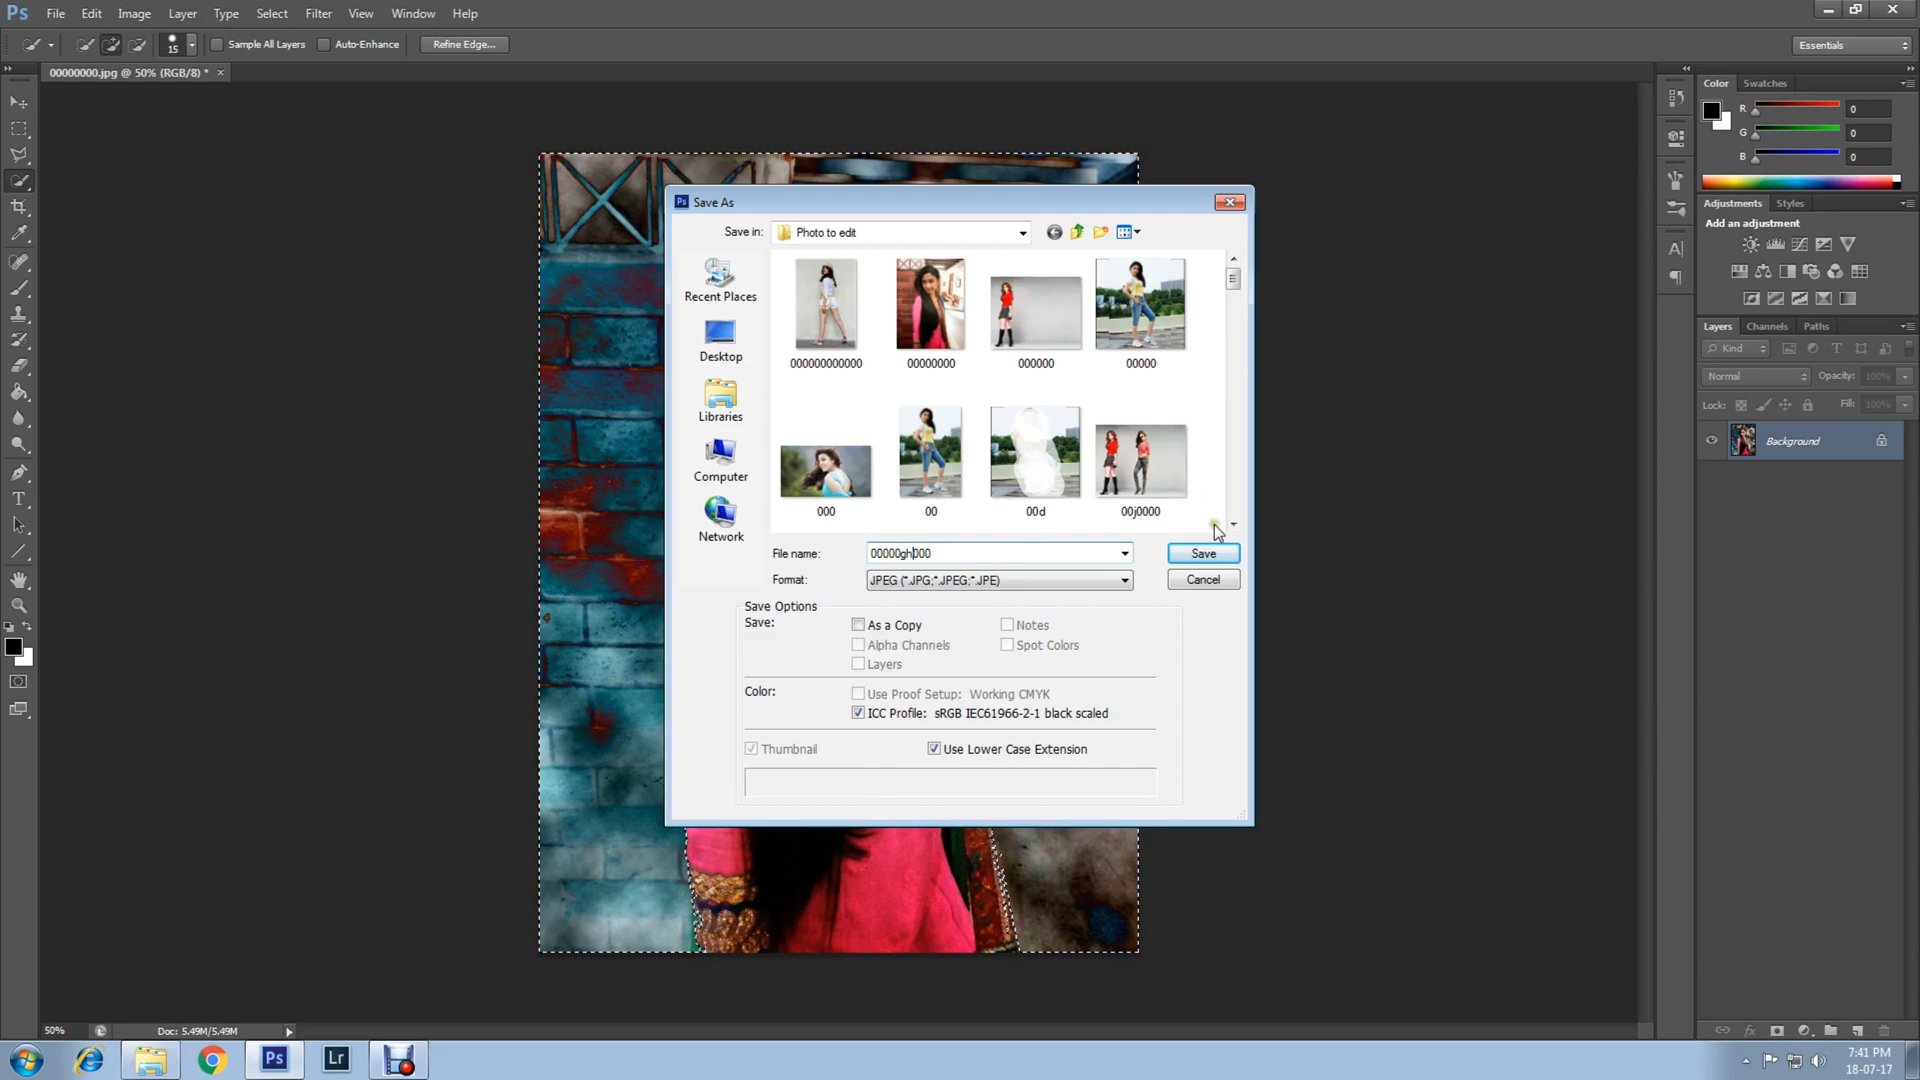 Ps File Edit Image Layer Type Select Filter View Window Help
15 Sample All Layers Auto-Enhance Refine Edge... Essentials
00000000.jpg @ 50% (RGB/8) * ×
Color Swatches
R 0
G 0
B 0
Adjustments Styles
Add an adjustment
Layers Channels Paths
Kind
Normal Opacity: 100%
Lock: Fill: 100%
Background
Ps Save As
Save in: Photo to edit
Recent Places
Desktop
Libraries
Computer
Network
000000000000 00000000 000000 00000
000 00 00d 00j0000
File name: 00000gh000 Save
Format: JPEG (*.JPG;*.JPEG;*.JPE) Cancel
Save Options
Save: As a Copy Notes
Alpha Channels Spot Colors
Layers
Color: Use Proof Setup: Working CMYK
ICC Profile: sRGB IEC61966-2-1 black scaled
Thumbnail Use Lower Case Extension
50% Doc: 5.49M/5.49M
Ps Lr
7:41 PM
18-07-17